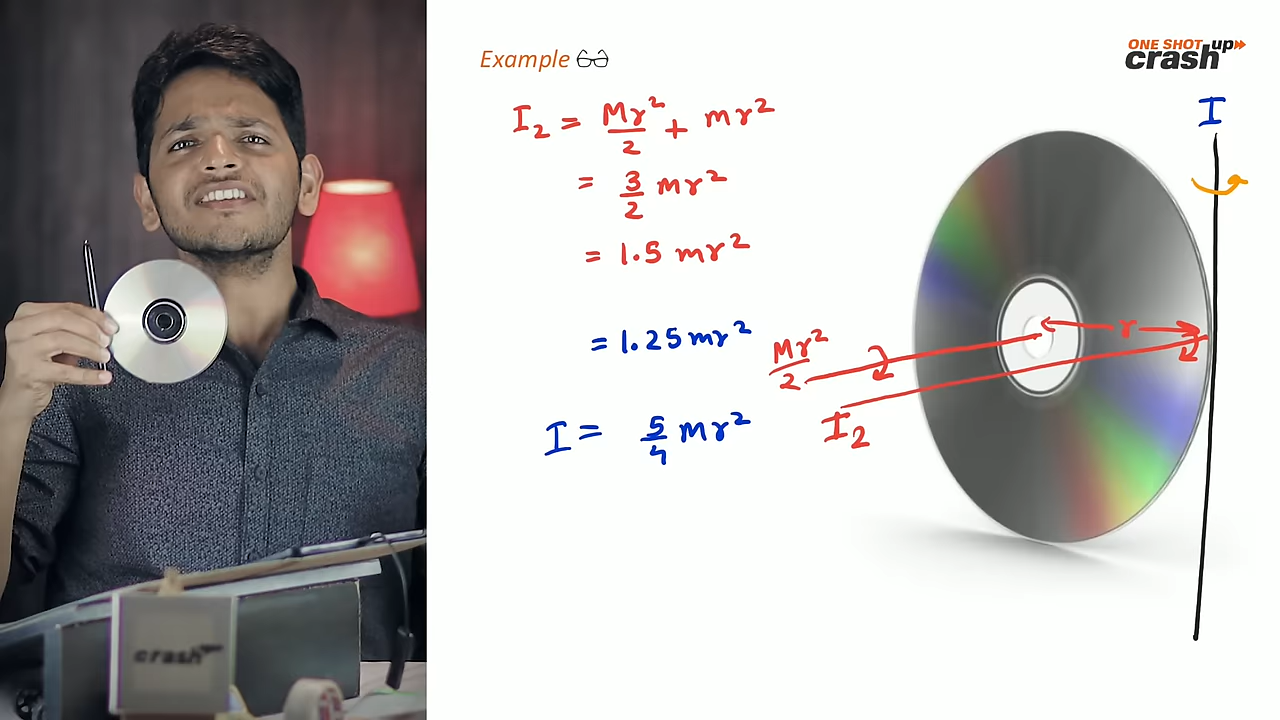 Example
ONE SHOT
crash up
I₂ = Mr²/2 + mr²
= 3/2 mr²
= 1.5 mr²
= 1.25 mr²
I = 5/4 mr²
Mr²/2
I₂
r
I
crash